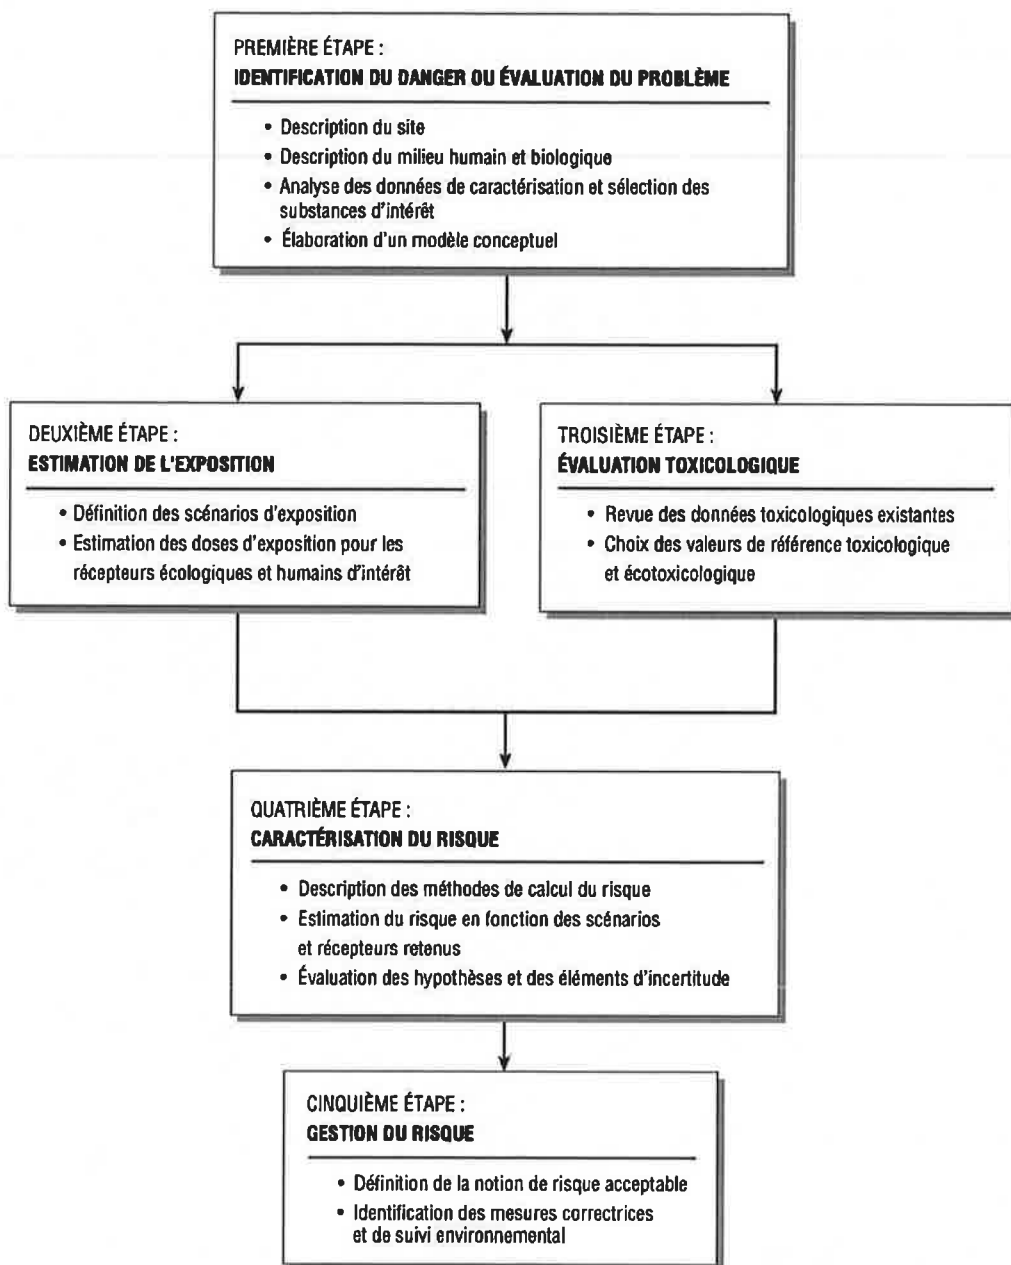 PREMIÈRE ÉTAPE :
IDENTIFICATION DU DANGER OU ÉVALUATION DU PROBLÈME
• Description du site
• Description du milieu humain et biologique
• Analyse des données de caractérisation et sélection des
substances d'intérêt
• Élaboration d'un modèle conceptuel
DEUXIÈME ÉTAPE :
ESTIMATION DE L'EXPOSITION
• Définition des scénarios d'exposition
• Estimation des doses d'exposition pour les
récepteurs écologiques et humains d'intérêt
TROISIÈME ÉTAPE :
ÉVALUATION TOXICOLOGIQUE
• Revue des données toxicologiques existantes
• Choix des valeurs de référence toxicologique
et écotoxicologique
QUATRIÈME ÉTAPE :
CARACTÉRISATION DU RISQUE
• Description des méthodes de calcul du risque
• Estimation du risque en fonction des scénarios
et récepteurs retenus
• Évaluation des hypothèses et des éléments d'incertitude
CINQUIÈME ÉTAPE :
GESTION DU RISQUE
• Définition de la notion de risque acceptable
• Identification des mesures correctrices
et de suivi environnemental